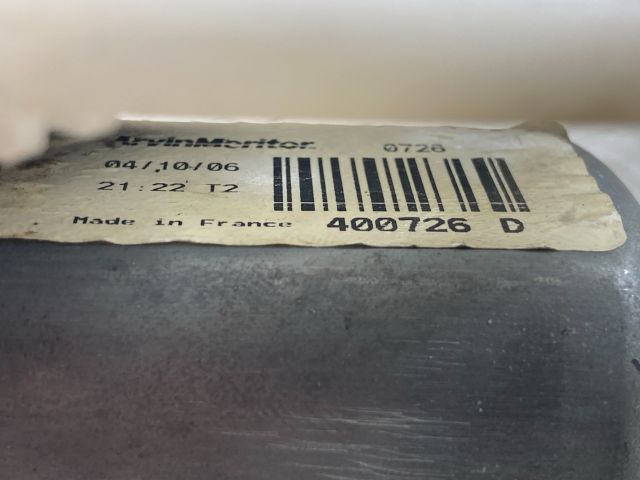 ArvinMeritor 0726
04/10/06
21:22 T2
Made in France 400726 D